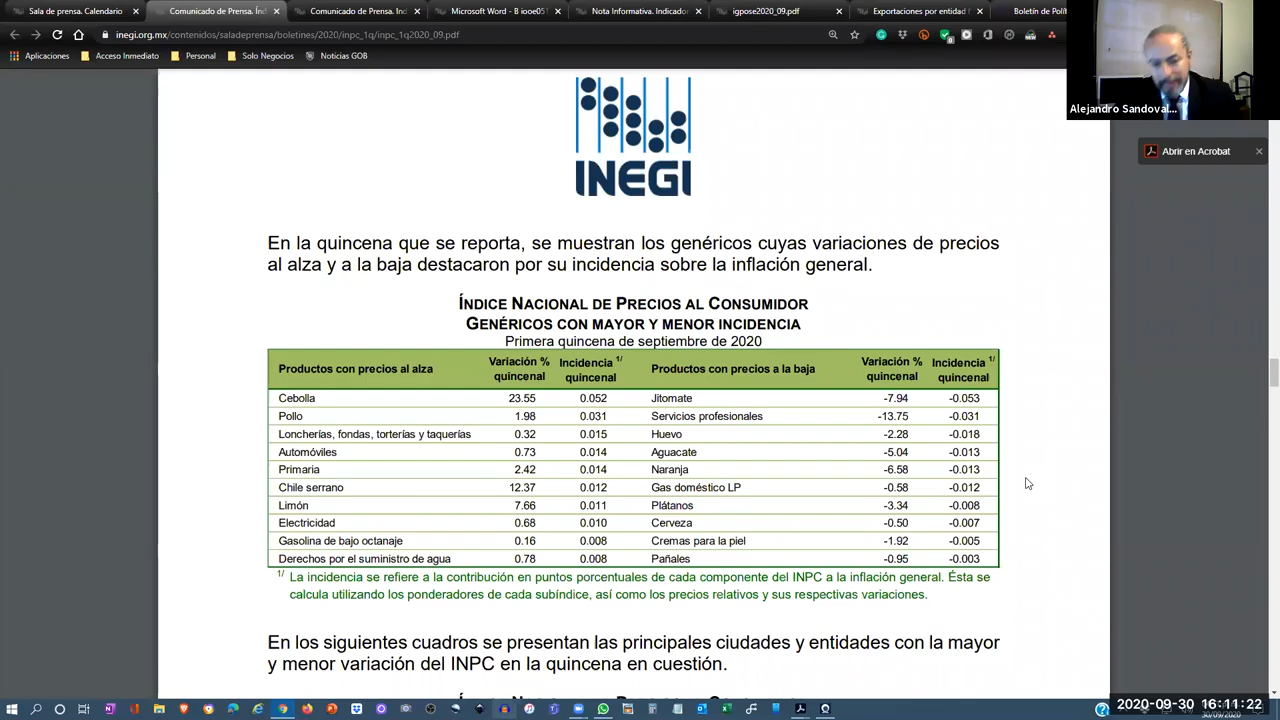 Sala de prensa. Calendario
Comunicado de Prensa. Ín
Comunicado de Prensa. Ind
Microsoft Word - B iooe051
Nota Informativa. Indicador
igpose2020_09.pdf
Exportaciones por entidad f
Boletín de Polí
inegi.org.mx/contenidos/saladeprensa/boletines/2020/inpc_1q/inpc_1q2020_09.pdf
Aplicaciones Acceso Inmediato Personal Solo Negocios Noticias GOB
Alejandro Sandoval...
Abrir en Acrobat
INEGI
En la quincena que se reporta, se muestran los genéricos cuyas variaciones de precios
al alza y a la baja destacaron por su incidencia sobre la inflación general.
ÍNDICE NACIONAL DE PRECIOS AL CONSUMIDOR
GENÉRICOS CON MAYOR Y MENOR INCIDENCIA
Primera quincena de septiembre de 2020
Productos con precios al alza Variación % quincenal Incidencia 1/ quincenal Productos con precios a la baja Variación % quincenal Incidencia 1/ quincenal
Cebolla 23.55 0.052 Jitomate -7.94 -0.053
Pollo 1.98 0.031 Servicios profesionales -13.75 -0.031
Loncherías, fondas, torterías y taquerías 0.32 0.015 Huevo -2.28 -0.018
Automóviles 0.73 0.014 Aguacate -5.04 -0.013
Primaria 2.42 0.014 Naranja -6.58 -0.013
Chile serrano 12.37 0.012 Gas doméstico LP -0.58 -0.012
Limón 7.66 0.011 Plátanos -3.34 -0.008
Electricidad 0.68 0.010 Cerveza -0.50 -0.007
Gasolina de bajo octanaje 0.16 0.008 Cremas para la piel -1.92 -0.005
Derechos por el suministro de agua 0.78 0.008 Pañales -0.95 -0.003
1/ La incidencia se refiere a la contribución en puntos porcentuales de cada componente del INPC a la inflación general. Ésta se
calcula utilizando los ponderadores de cada subíndice, así como los precios relativos y sus respectivas variaciones.
En los siguientes cuadros se presentan las principales ciudades y entidades con la mayor
y menor variación del INPC en la quincena en cuestión.
2020-09-30 16:11:22
30/09/2020